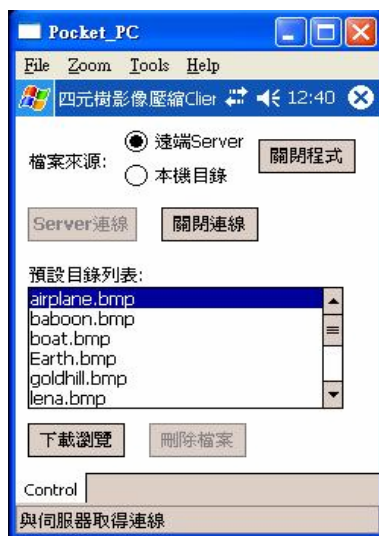 Pocket_PC
File Zoom Tools Help
四元樹影像壓縮Clier 12:40
檔案來源:
遠端Server
本機目錄
關閉程式
Server連線
關閉連線
預設目錄列表:
airplane.bmp
baboon.bmp
boat.bmp
Earth.bmp
goldhill.bmp
lena.bmp
下載瀏覽
刪除檔案
Control
與伺服器取得連線